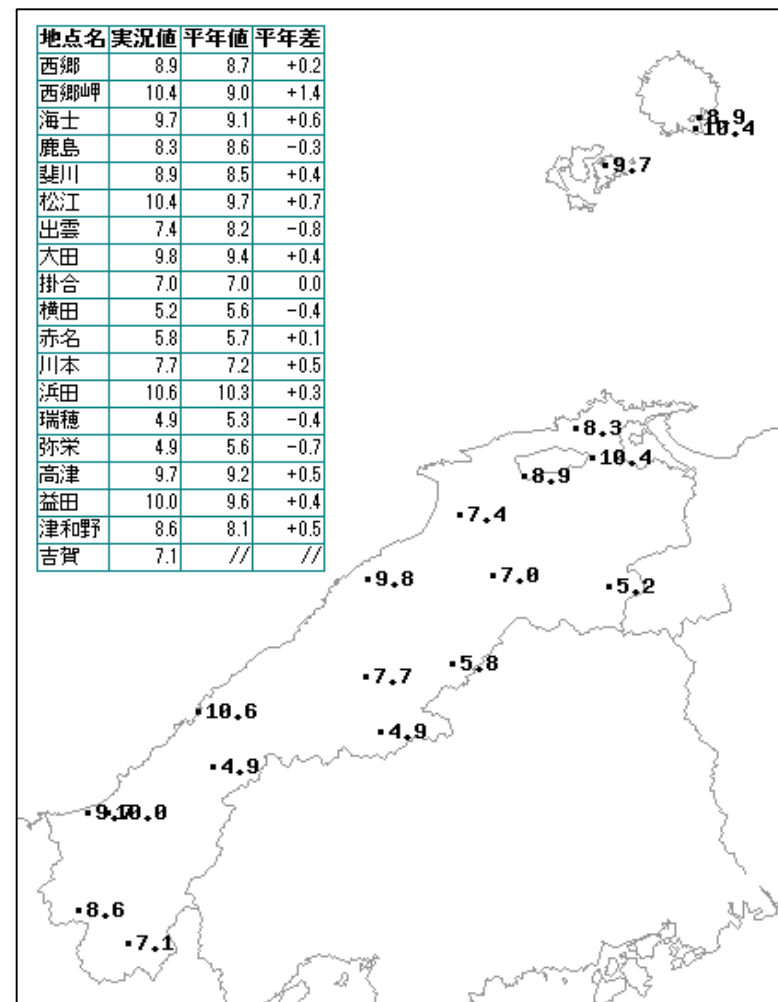 地点名 実況値 平年値 平年差
西郷 8.9 8.7 +0.2
西郷岬 10.4 9.0 +1.4
海士 9.7 9.1 +0.6
鹿島 8.3 8.6 -0.3
斐川 8.9 8.5 +0.4
松江 10.4 9.7 +0.7
出雲 7.4 8.2 -0.8
大田 9.8 9.4 +0.4
掛合 7.0 7.0 0.0
横田 5.2 5.6 -0.4
赤名 5.8 5.7 +0.1
川本 7.7 7.2 +0.5
浜田 10.6 10.3 +0.3
瑞穂 4.9 5.3 -0.4
弥栄 4.9 5.6 -0.7
高津 9.7 9.2 +0.5
益田 10.0 9.6 +0.4
津和野 8.6 8.1 +0.5
吉賀 7.1 // //
8.9
10.4
9.7
8.3
10.4
8.9
7.4
9.8
7.0
5.2
5.8
7.7
10.6
4.9
4.9
9.7
10.0
8.6
7.1